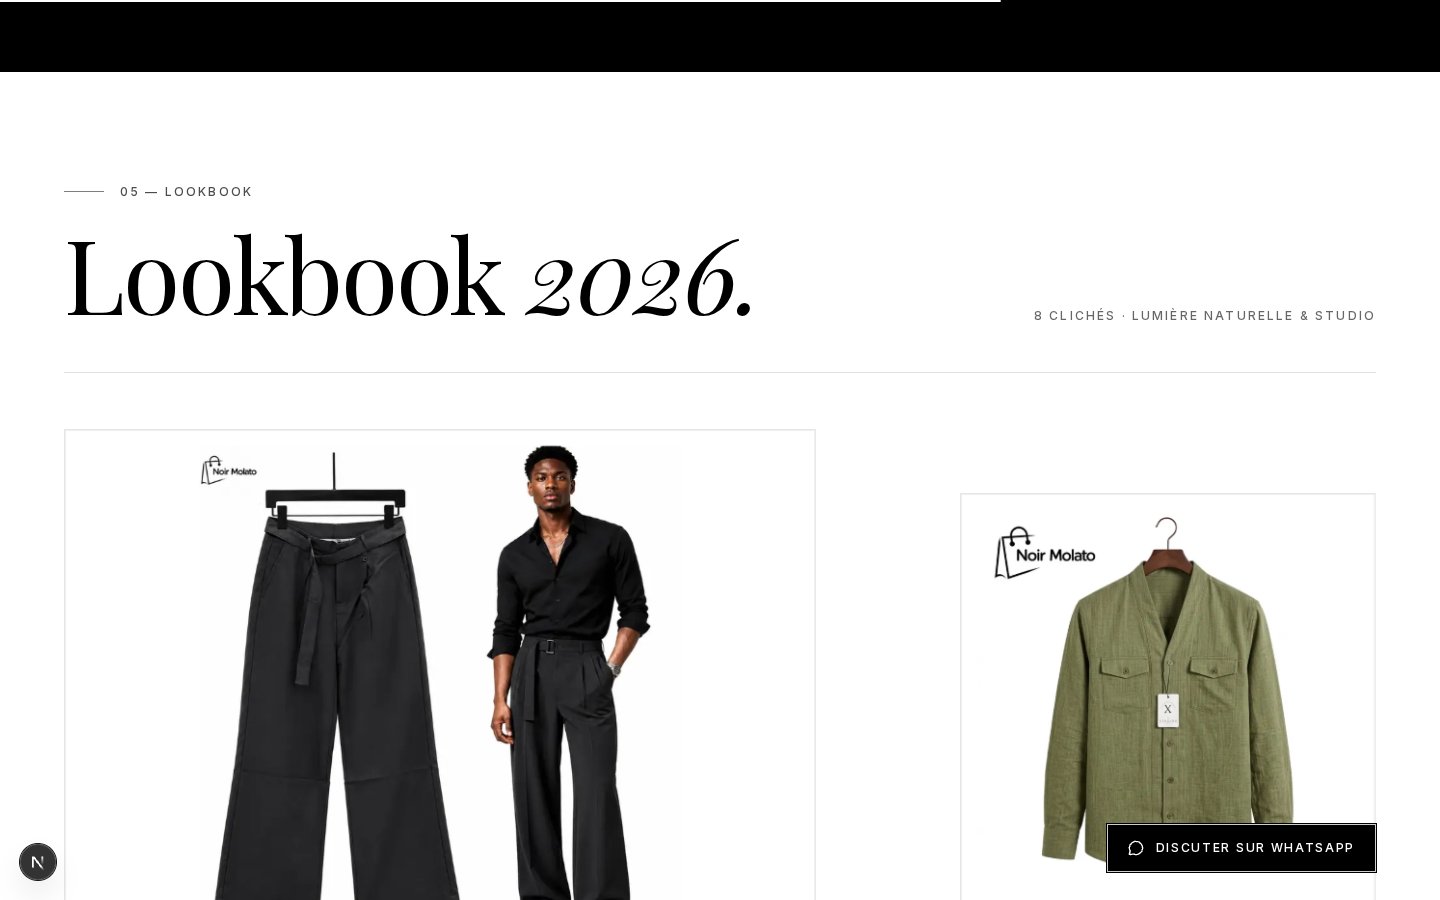 05 — LOOKBOOK
Lookbook 2026.
8 CLICHÉS · LUMIÈRE NATURELLE & STUDIO
Noir Molato
Noir Molato
X
DISCUTER SUR WHATSAPP
N